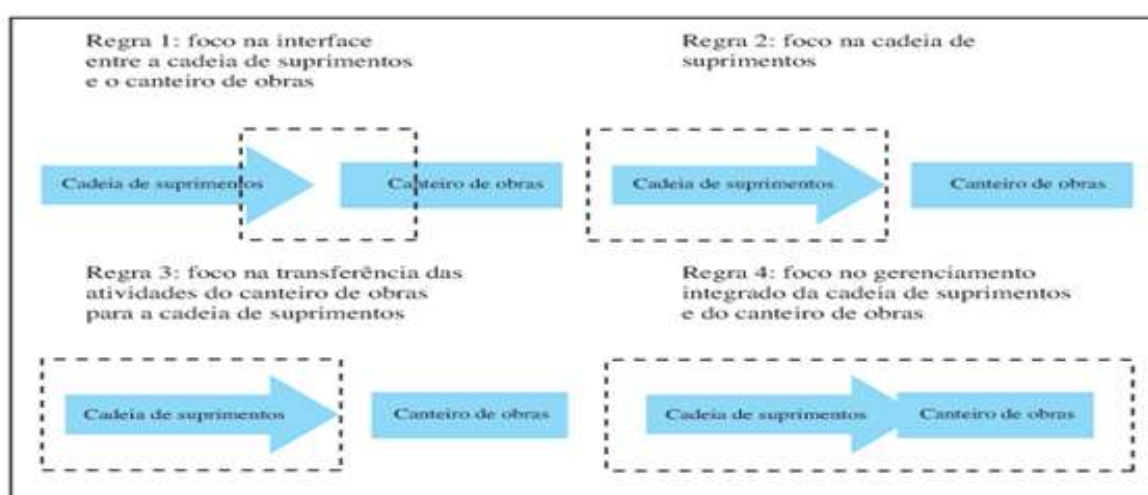 Regra 1: foco na interface
entre a cadeia de suprimentos
e o canteiro de obras
Cadeia de suprimentos
Canteiro de obras
Regra 2: foco na cadeia de
suprimentos
Cadeia de suprimentos
Canteiro de obras
Regra 3: foco na transferência das
atividades do canteiro de obras
para a cadeia de suprimentos
Cadeia de suprimentos
Canteiro de obras
Regra 4: foco no gerenciamento
integrado da cadeia de suprimentos
e do canteiro de obras
Cadeia de suprimentos
Canteiro de obras